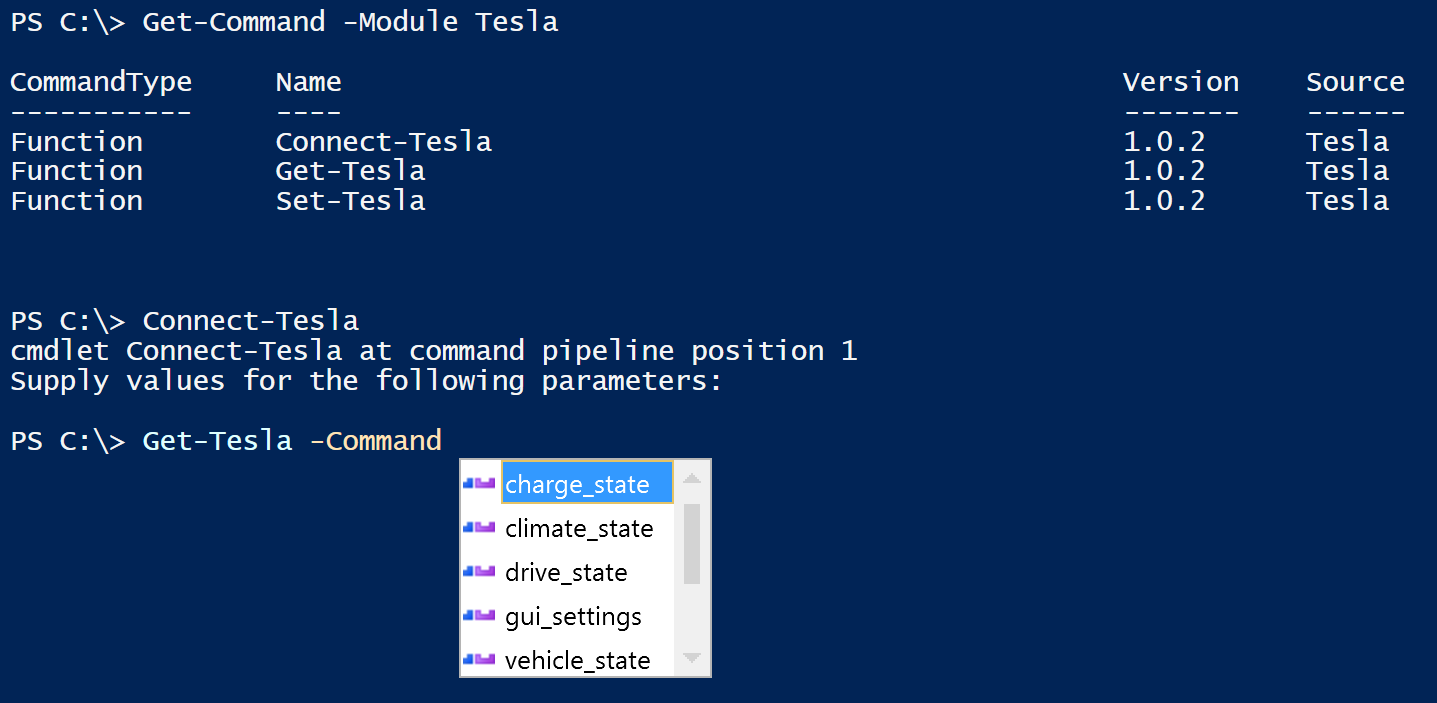 PS C:\> Get-Command -Module Tesla
CommandType Name Version Source
----------- ---- ------- ------
Function Connect-Tesla 1.0.2 Tesla
Function Get-Tesla 1.0.2 Tesla
Function Set-Tesla 1.0.2 Tesla
PS C:\> Connect-Tesla
cmdlet Connect-Tesla at command pipeline position 1
Supply values for the following parameters:
PS C:\> Get-Tesla -Command
charge_state
climate_state
drive_state
gui_settings
vehicle_state